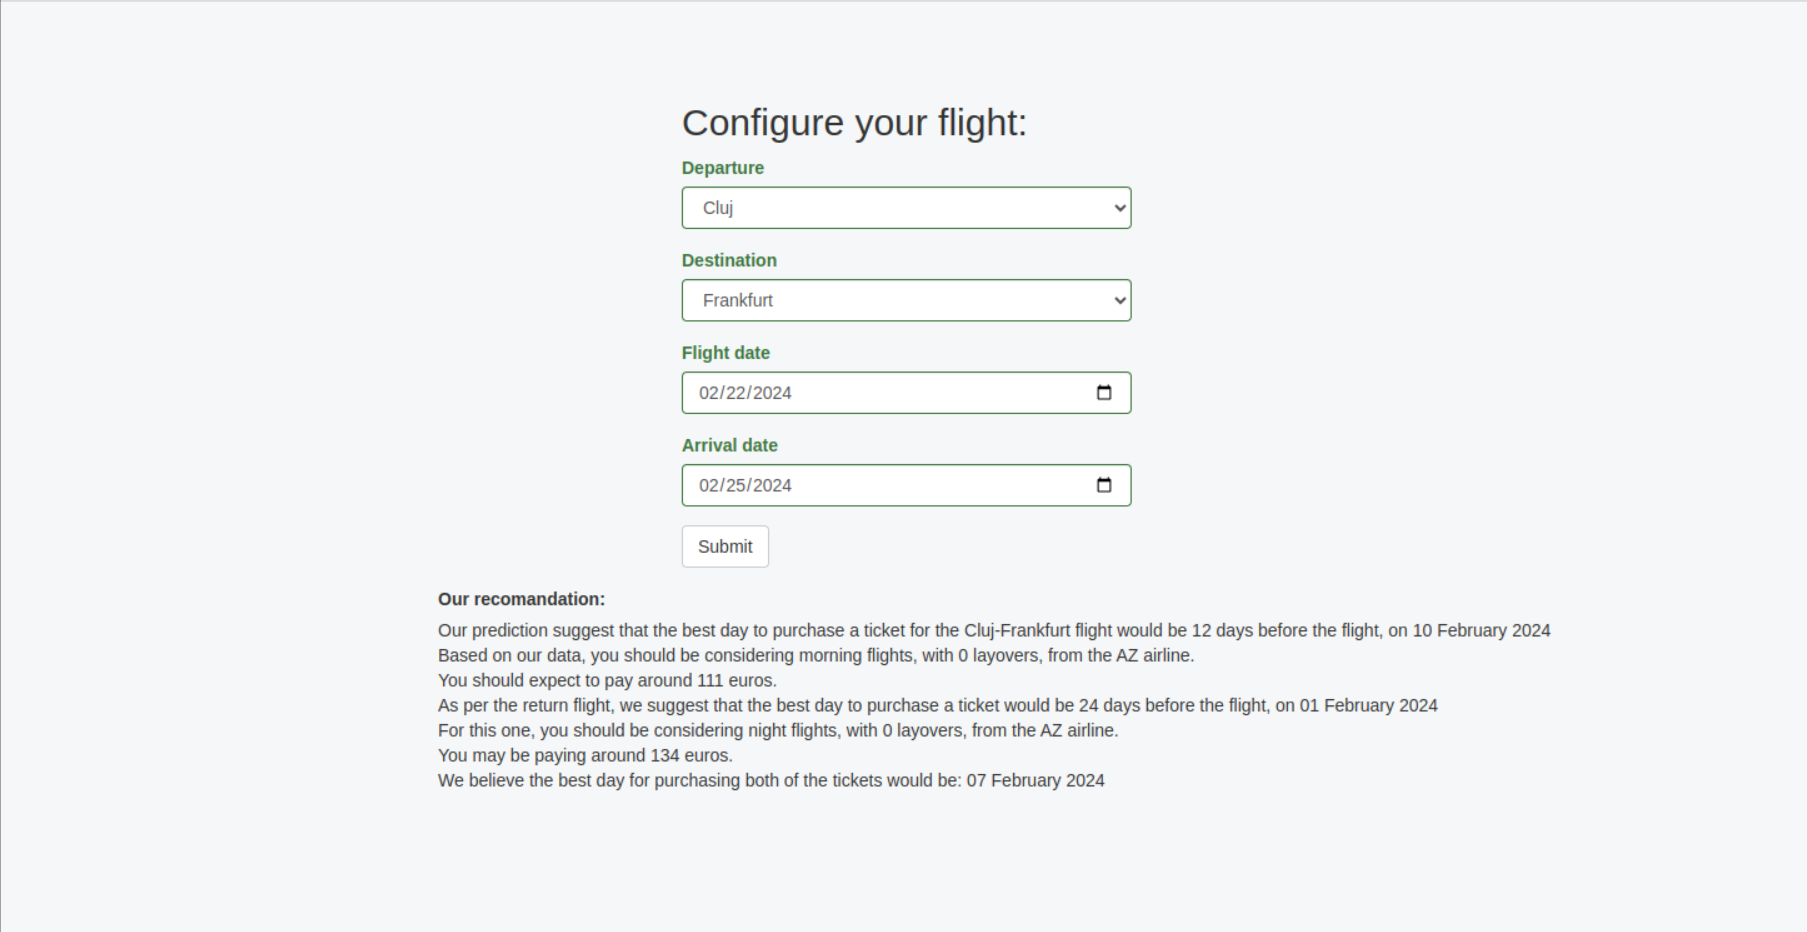 Configure your flight:
Departure
Cluj
Destination
Frankfurt
Flight date
02/22/2024
Arrival date
02/25/2024
Submit
Our recomandation:
Our prediction suggest that the best day to purchase a ticket for the Cluj-Frankfurt flight would be 12 days before the flight, on 10 February 2024
Based on our data, you should be considering morning flights, with 0 layovers, from the AZ airline.
You should expect to pay around 111 euros.
As per the return flight, we suggest that the best day to purchase a ticket would be 24 days before the flight, on 01 February 2024
For this one, you should be considering night flights, with 0 layovers, from the AZ airline.
You may be paying around 134 euros.
We believe the best day for purchasing both of the tickets would be: 07 February 2024